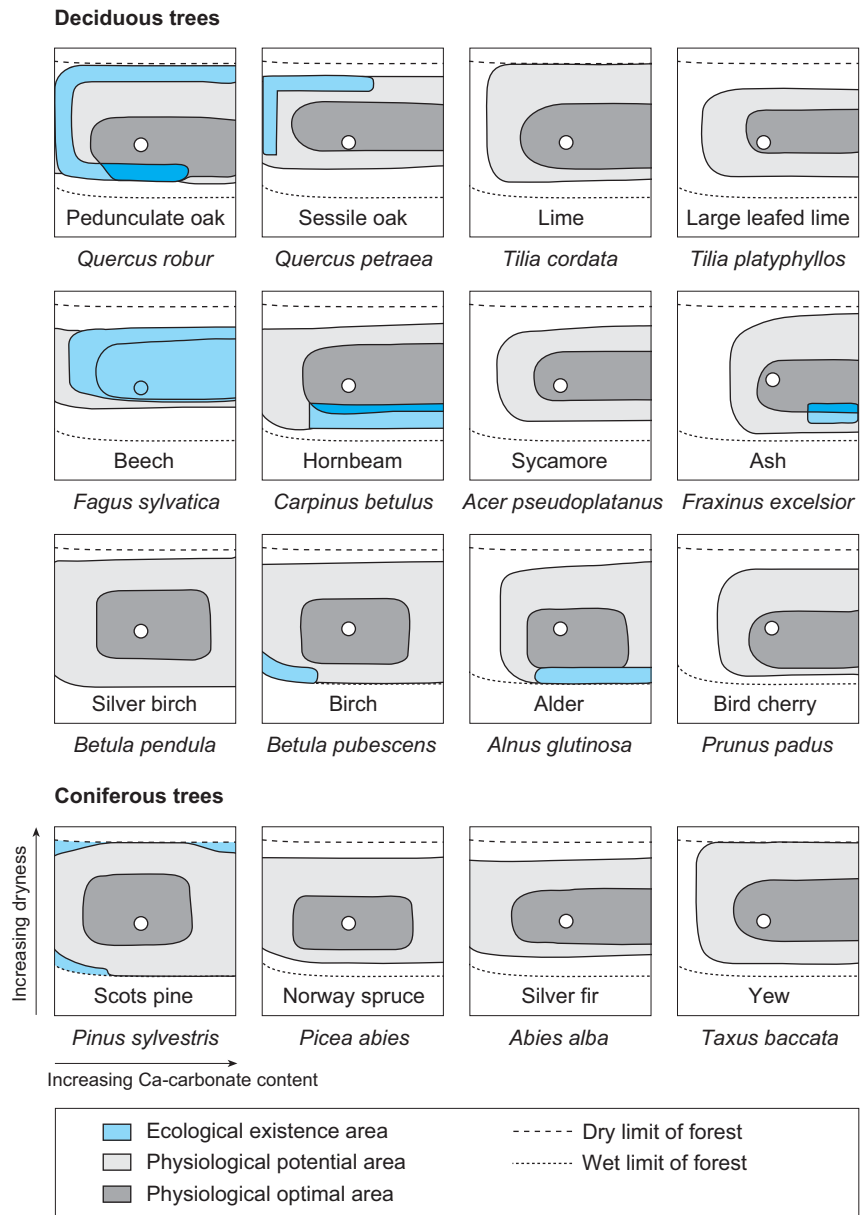 Deciduous trees
Pedunculate oak
Sessile oak
Lime
Large leafed lime
Quercus robur
Quercus petraea
Tilia cordata
Tilia platyphyllos
Beech
Hornbeam
Sycamore
Ash
Fagus sylvatica
Carpinus betulus
Acer pseudoplatanus
Fraxinus excelsior
Silver birch
Birch
Alder
Bird cherry
Betula pendula
Betula pubescens
Alnus glutinosa
Prunus padus
Coniferous trees
Increasing dryness
Scots pine
Norway spruce
Silver fir
Yew
Pinus sylvestris
Picea abies
Abies alba
Taxus baccata
Increasing Ca-carbonate content
Ecological existence area
Physiological potential area
Physiological optimal area
Dry limit of forest
Wet limit of forest